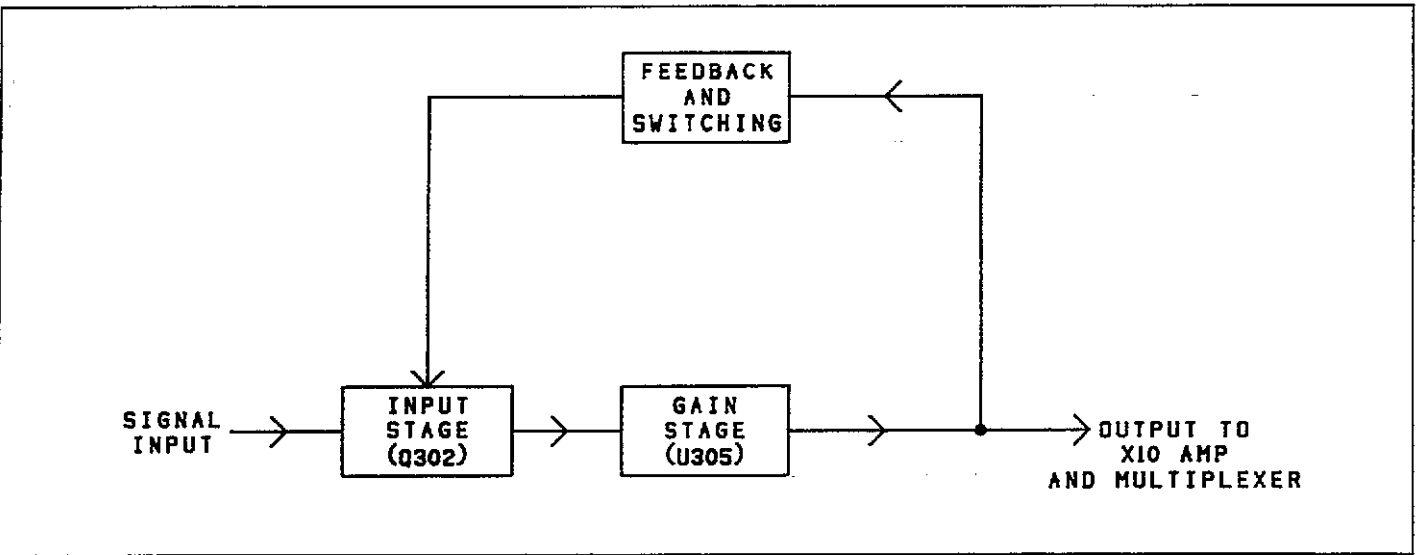 FEEDBACK
AND
SWITCHING
SIGNAL
INPUT
INPUT
STAGE
(Q302)
GAIN
STAGE
(U305)
OUTPUT TO
X10 AMP
AND MULTIPLEXER